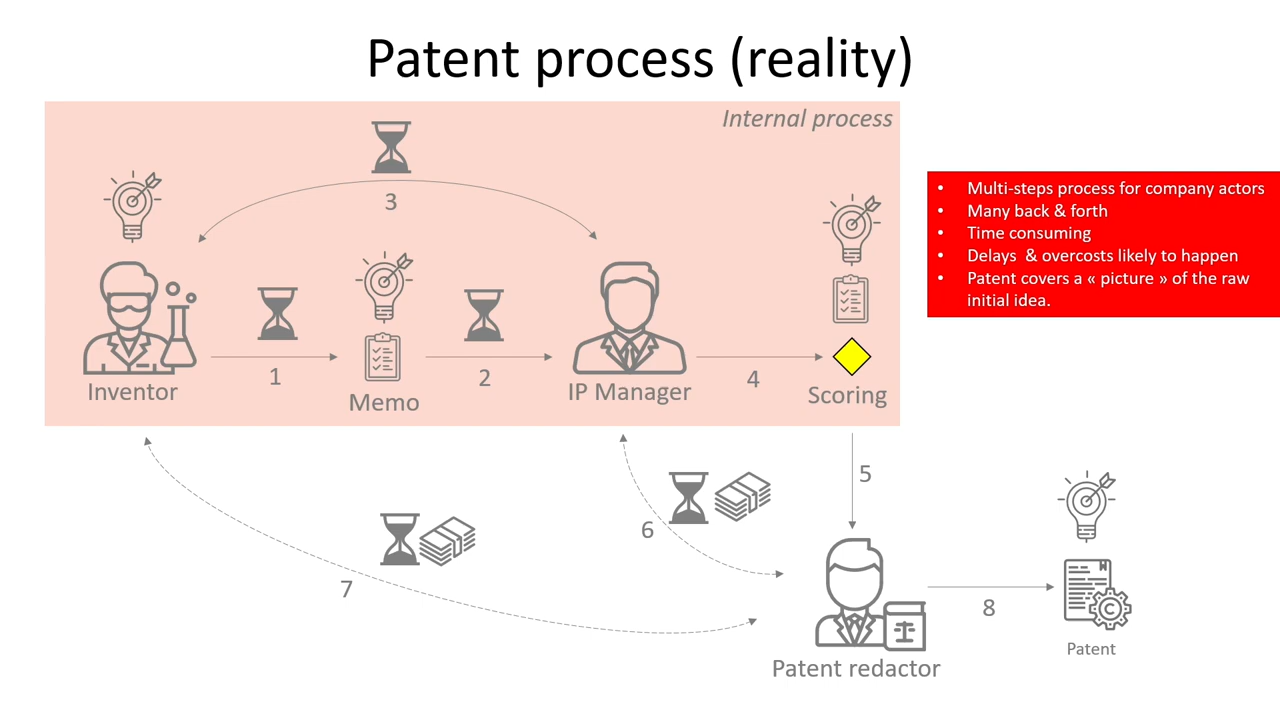 Patent process (reality)
Internal process
3
• Multi-steps process for company actors
• Many back & forth
• Time consuming
• Delays  & overcosts likely to happen
• Patent covers a « picture » of the raw
initial idea.
1
2
4
Inventor
Memo
IP Manager
Scoring
5
6
7
8
C
Patent redactor
Patent